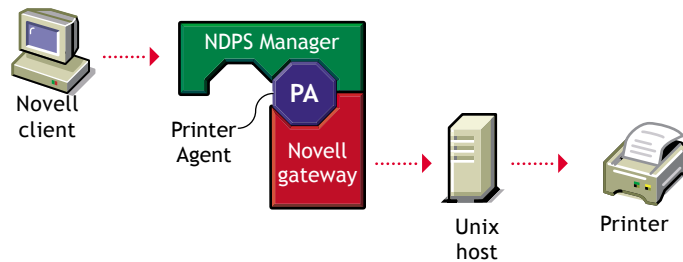 NDPS Manager
PA
Novell
client
Printer
Agent
Novell
gateway
Unix
host
Printer